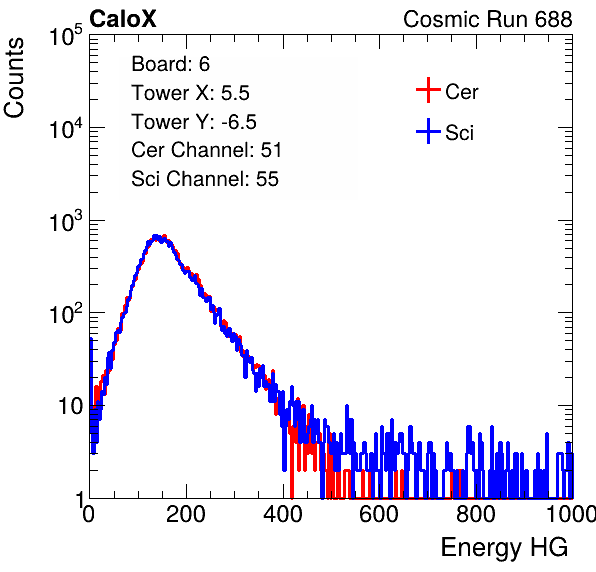 CaloX Cosmic Run 688
Counts
10^5
10^4
10^3
10^2
10
1
Board: 6
Tower X: 5.5
Tower Y: -6.5
Cer Channel: 51
Sci Channel: 55
Cer
Sci
0 200 400 600 800 1000
Energy HG